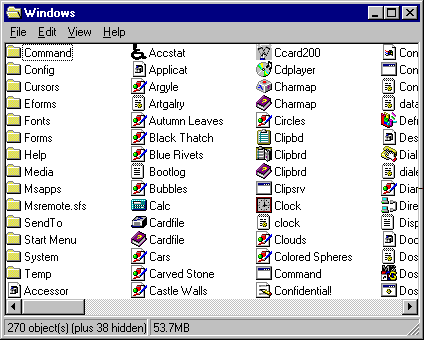 Windows
File Edit View Help
Command
Config
Cursors
Eforms
Fonts
Forms
Help
Media
Msapps
Msremote.sfs
SendTo
Start Menu
System
Temp
Accessor
Accstat
Applicat
Argyle
Artgalry
Autumn Leaves
Black Thatch
Blue Rivets
Bootlog
Bubbles
Calc
Cardfile
Cardfile
Cars
Carved Stone
Castle Walls
Ccard200
Cdplayer
Charmap
Charmap
Circles
Clipbd
Clipbrd
Clipbrd
Clipsrv
Clock
clock
Clouds
Colored Spheres
Command
Confidential!
Con
Con
Con
data
Defr
Des
Dial
diale
Diar
Dire
Disp
Doc
Dos
Dos
270 object(s) (plus 38 hidden)
53.7MB